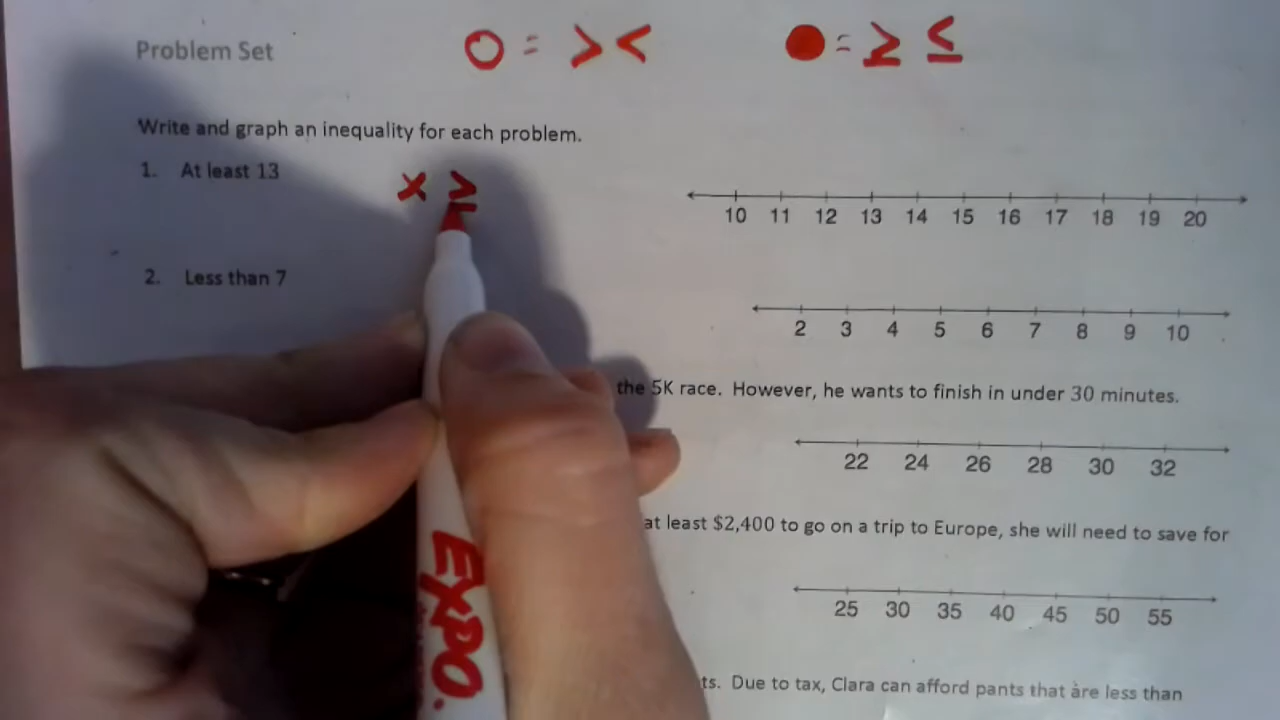 Problem Set O = > < ● = ≥ ≤
Write and graph an inequality for each problem.
1. At least 13 x ≥
10 11 12 13 14 15 16 17 18 19 20
2. Less than 7
2 3 4 5 6 7 8 9 10
the 5K race. However, he wants to finish in under 30 minutes.
22 24 26 28 30 32
at least $2,400 to go on a trip to Europe, she will need to save for
25 30 35 40 45 50 55
ts. Due to tax, Clara can afford pants that are less than
EXPO.